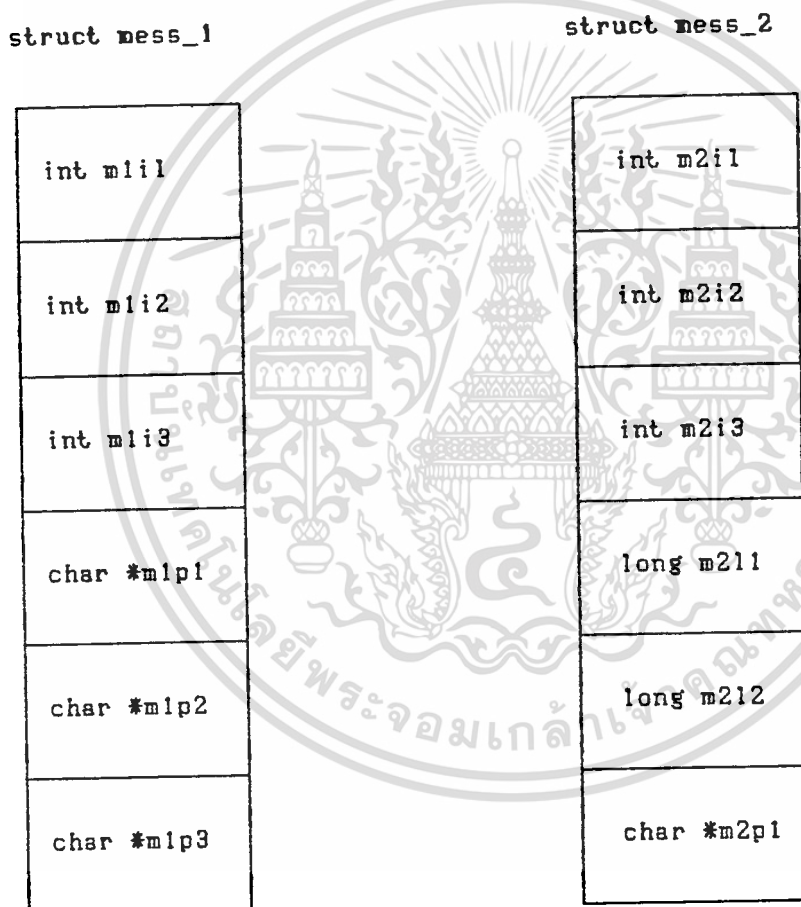 struct mess_1
int m1i1
int m1i2
int m1i3
char *m1p1
char *m1p2
char *m1p3
struct mess_2
int m2i1
int m2i2
int m2i3
long m2l1
long m2l2
char *m2p1